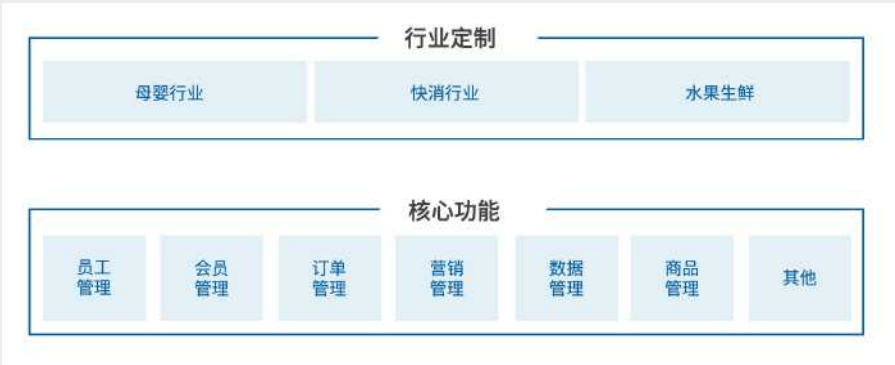 行业定制
母婴行业
快消行业
水果生鲜
核心功能
员工
管理
会员
管理
订单
管理
营销
管理
数据
管理
商品
管理
其他